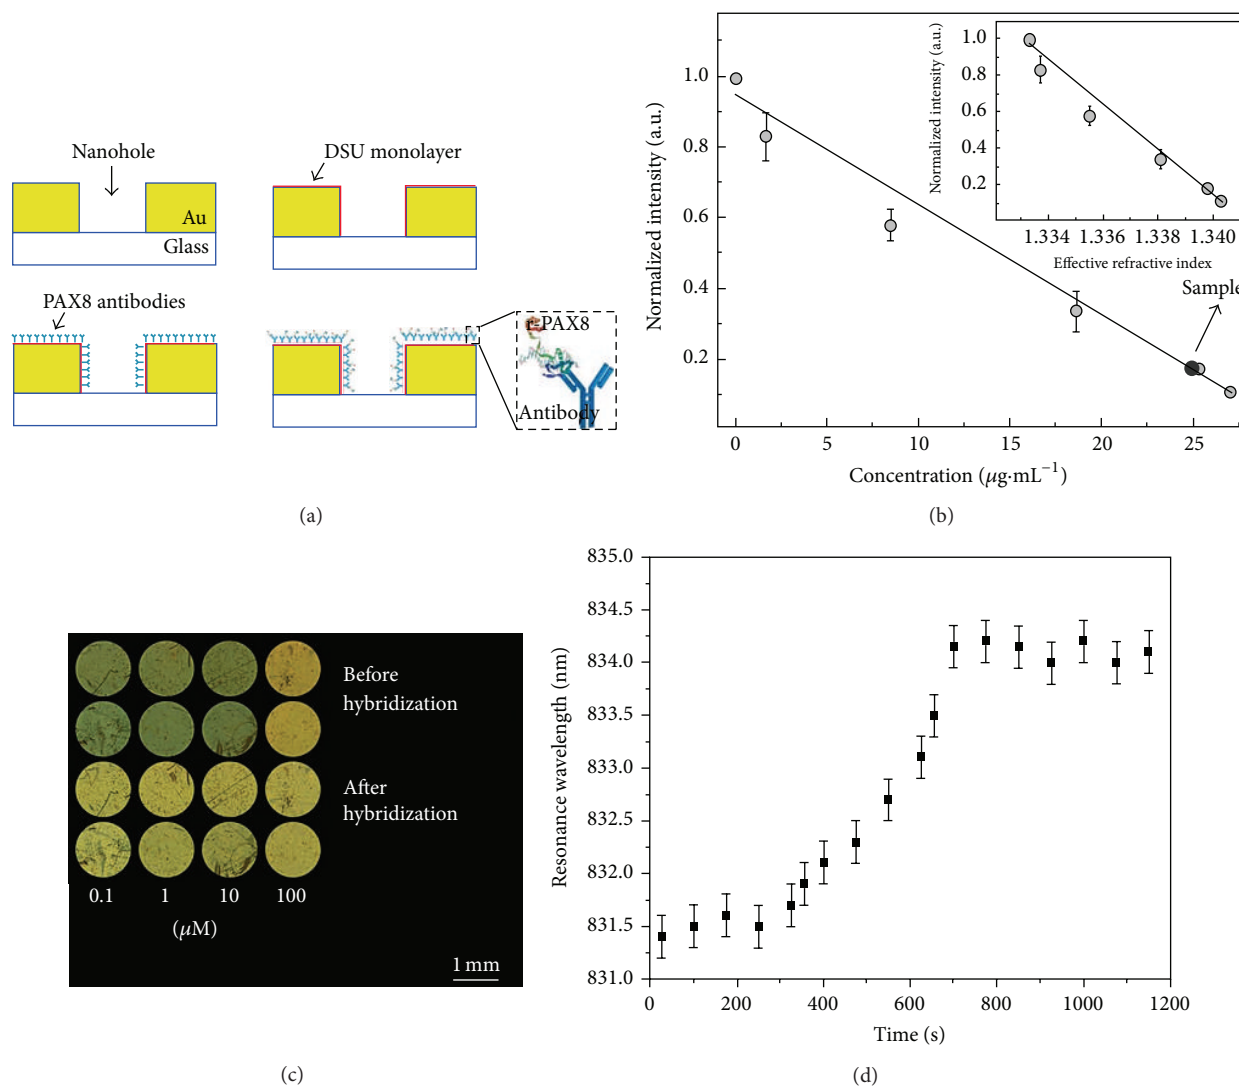 Nanohole
DSU monolayer
Au
Glass
PAX8 antibodies
r-PAX8
Antibody
(a)
Normalized intensity (a.u.)
1.0
0.8
0.6
0.4
0.2
0
5
10
15
20
25
Concentration (μg·mL−1)
Normalized intensity (a.u.)
1.0
0.8
0.6
0.4
0.2
1.334
1.336
1.338
1.340
Effective refractive index
Sample
(b)
Before
hybridization
After
hybridization
0.1
1
10
100
(μM)
1 mm
(c)
Resonance wavelength (nm)
835.0
834.5
834.0
833.5
833.0
832.5
832.0
831.5
831.0
0
200
400
600
800
1000
1200
Time (s)
(d)